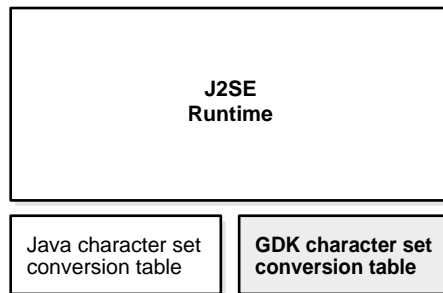 J2SE
Runtime
Java character set
conversion table
GDK character set
conversion table